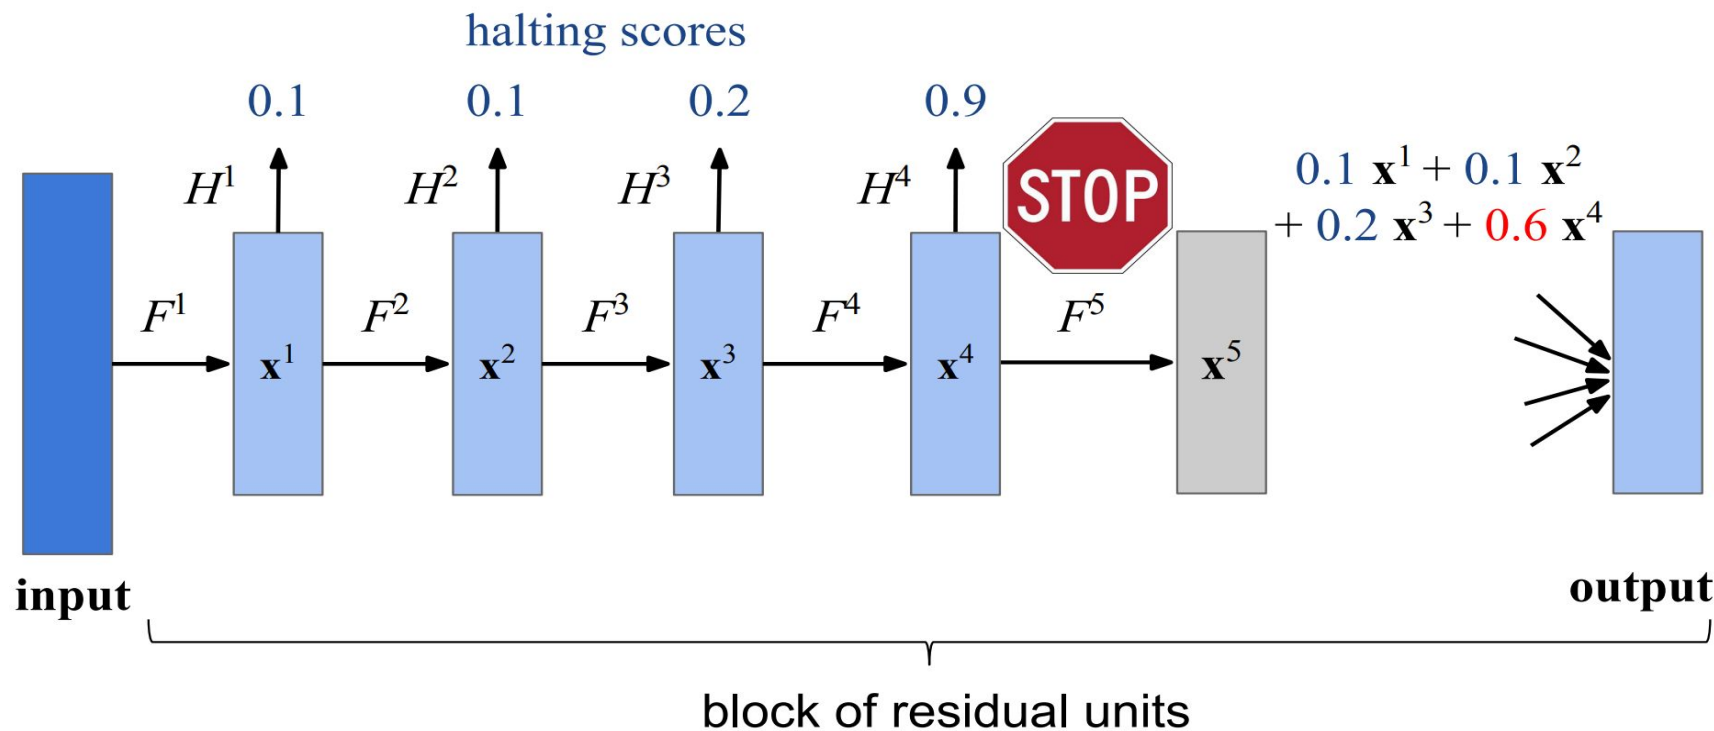 halting scores
0.1 0.1 0.2 0.9
H¹ H² H³ H⁴ STOP
0.1 x¹ + 0.1 x²
+ 0.2 x³ + 0.6 x⁴
F¹ F² F³ F⁴ F⁵
x¹ x² x³ x⁴ x⁵
input output
block of residual units